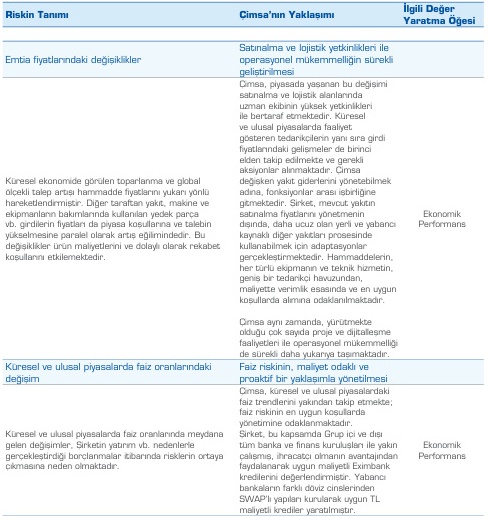 Riskin Tanımı
Çimsa'nın Yaklaşımı
İlgili Değer
Yaratma Öğesi
Emtia fiyatlarındaki değişiklikler
Satınalma ve lojistik yetkinlikleri ile
operasyonel mükemmelliğin sürekli
geliştirilmesi
Küresel ekonomide görülen toparlanma ve global
ölçekli talep artışı hammadde fiyatlarını yukarı yönlü
hareketlendirmiştir. Diğer taraftan yakıt, makine ve
ekipmanların bakımlarında kullanılan yedek parça
vb. girdilerin fiyatları da piyasa koşullarına ve talebin
yükselmesine paralel olarak artış eğilimindedir. Bu
değişiklikler ürün maliyetlerini ve dolaylı olarak rekabet
koşullarını etkilemektedir.
Çimsa, piyasada yaşanan bu değişimi
satınalma ve lojistik alanlarında
uzman ekibinin yüksek yetkinlikleri
ile bertaraf etmektedir. Küresel
ve ulusal piyasalarda faaliyet
gösteren tedarikçilerin yanı sıra girdi
fiyatlarındaki gelişmeler de birinci
elden takip edilmekte ve gerekli
aksiyonlar alınmaktadır. Çimsa
değişken yakıt giderlerini yönetebilmek
adına, fonksiyonlar arası işbirliğine
gitmektedir. Şirket, mevcut yakıtın
satınalma fiyatlarını yönetmenin
dışında, daha ucuz olan yerli ve yabancı
kaynaklı diğer yakıtları prosesinde
kullanabilmek için adaptasyonlar
gerçekleştirmektedir. Hammaddelerin,
her türlü ekipmanın ve teknik hizmetin,
geniş bir tedarikçi havuzundan,
maliyette verimlik esasında ve en uygun
koşullarda alımına odaklanılmaktadır.
Çimsa aynı zamanda, yürütmekte
olduğu çok sayıda proje ve dijitalleşme
faaliyetleri ile operasyonel mükemmelliği
de sürekli daha yukarıya taşımaktadır.
Ekonomik
Performans
Küresel ve ulusal piyasalarda faiz oranlarındaki
değişim
Faiz riskinin, maliyet odaklı ve
proaktif bir yaklaşımla yönetilmesi
Küresel ve ulusal piyasalarda faiz oranlarında meydana
gelen değişimler, Şirketin yatırım vb. nedenlerle
gerçekleştirdiği borçlanmalar itibarında risklerin ortaya
çıkmasına neden olmaktadır.
Çimsa, küresel ve ulusal piyasalardaki
faiz trendlerini yakından takip etmekte;
faiz riskinin en uygun koşullarda
yönetimine odaklanmaktadır.
Şirket, bu kapsamda Grup içi ve dışı
tüm banka ve finans kuruluşları ile yakın
çalışmış, ihracatçı olmanın avantajından
faydalanarak uygun maliyetli Eximbank
kredilerini değerlendirmiştir. Yabancı
bankaların farklı döviz cinslerinden
SWAP'lı yapıları kurularak uygun TL
maliyetli krediler yaratılmıştır.
Ekonomik
Performans